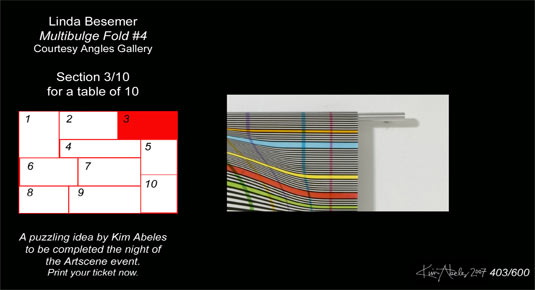 Linda Besemer
Multibulge Fold #4
Courtesy Angles Gallery
Section 3/10
for a table of 10
1
2
3
4
5
6
7
8
9
10
A puzzling idea by Kim Abeles
to be completed the night of
the Artscene event.
Print your ticket now.
Kim Abeles 2007 403/600